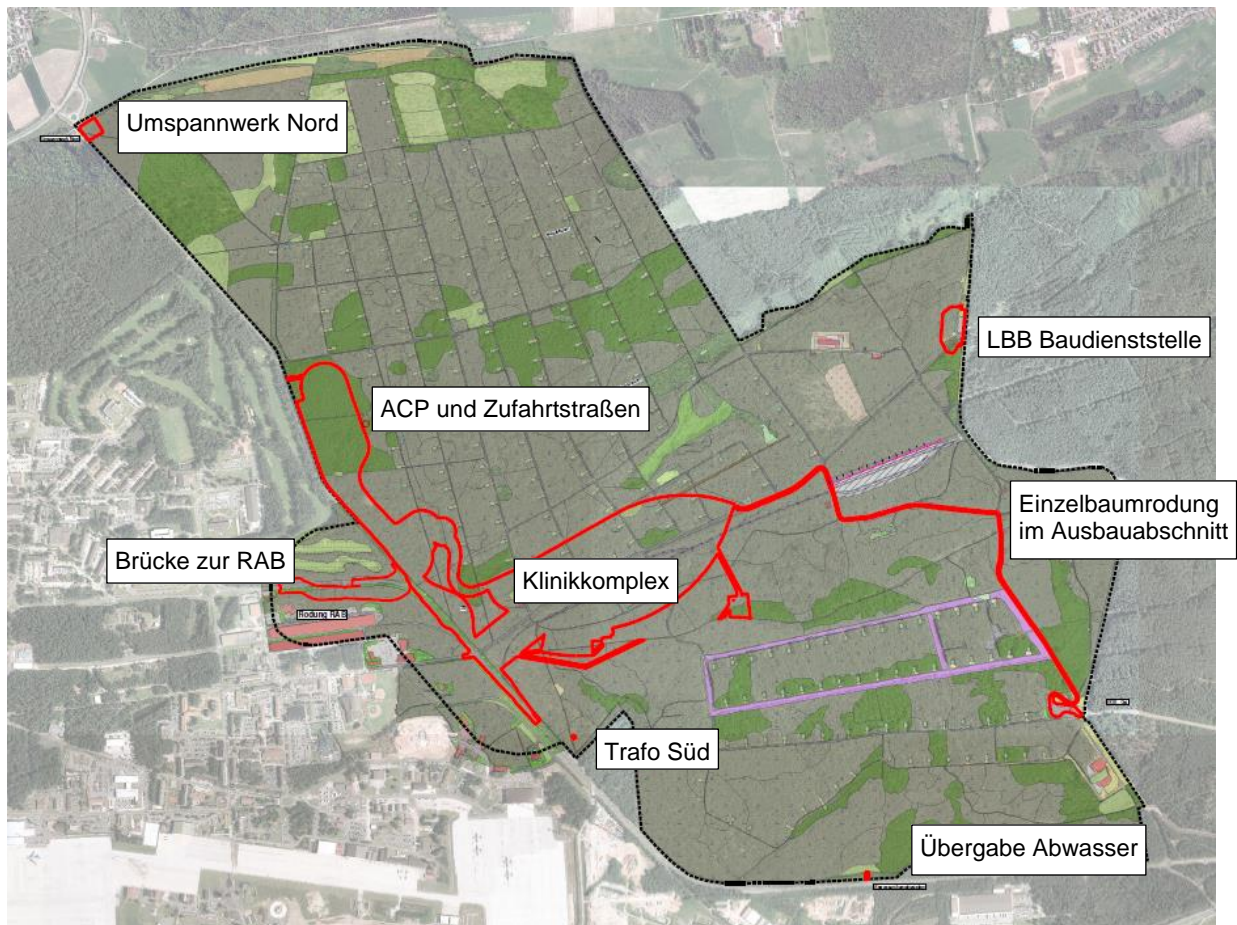 Umspannwerk Nord
LBB Baudienststelle
ACP und Zufahrtstraßen
Einzelbaumrodung
im Ausbauabschnitt
Brücke zur RAB
Klinikkomplex
Rodung RAB
Trafo Süd
Übergabe Abwasser